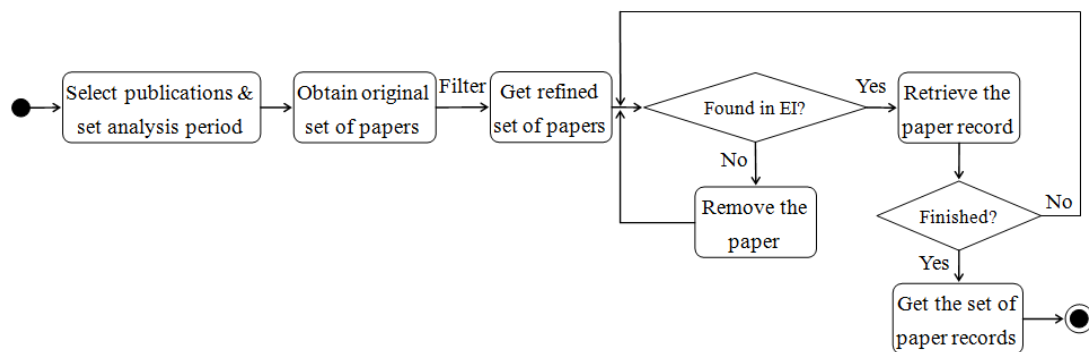 Select publications &
set analysis period
Obtain original
set of papers
Filter
Get refined
set of papers
Found in EI?
Yes
Retrieve the
paper record
No
Remove the
paper
Finished?
No
Yes
Get the set of
paper records